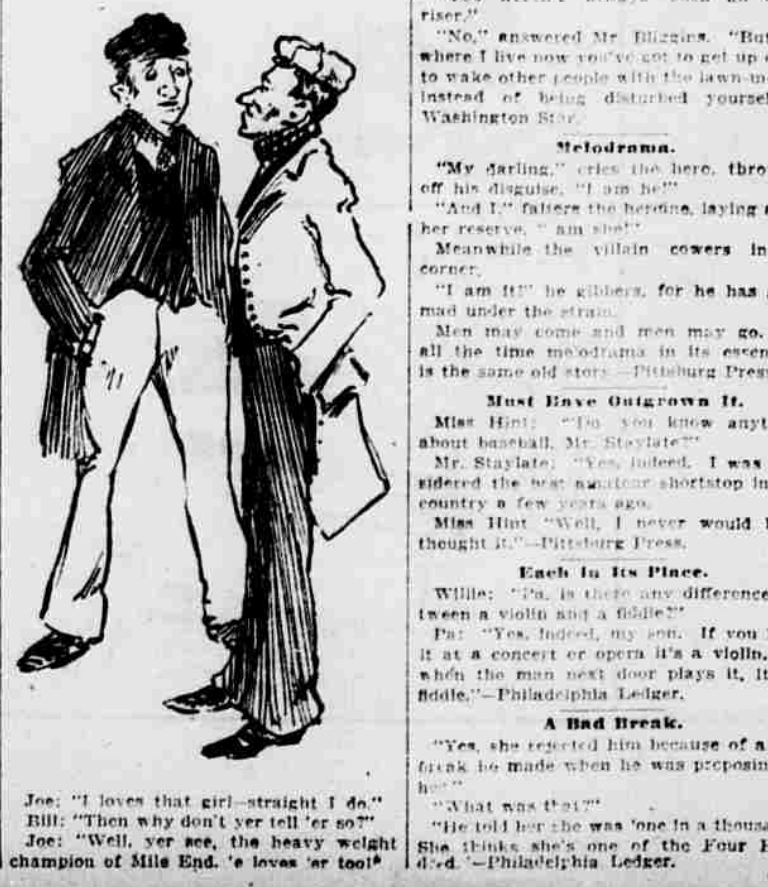 Joe: "I loves that girl—straight I do."
Bill: "Then why don't yer tell 'er so?"
Joe: "Well, yer see, the heavy weight
champion of Mile End. 'e loves 'er too!"
riser."
"No," answered Mr. Bliggins. "But
where I live now you've got to get up
to wake other people with the lawn-m
instead of being disturbed yoursel
Washington Star.
Melodrama.
"My darling," cries the hero, throw
off his disguise, "I am he!"
"And I," falters the heroine, laying
her reserve, " am she!"
Meanwhile the villain cowers in
corner.
"I am it!" he gibbers, for he has
mad under the strain.
Men may come and men may go,
all the time melodrama in its essen
is the same old story.—Pittsburg Press
Must Have Outgrown It.
Miss Hint: "Do you know anyt
about baseball, Mr. Staylate?"
Mr. Staylate: "Yes, indeed. I was
sidered the best amateur shortstop in
country a few years ago.
Miss Hint "Well, I never would
thought it."—Pittsburg Press.
Each in Its Place.
Willie: "Pa, is there any difference
tween a violin and a fiddle?"
Pa: "Yes, indeed, my son. If you
it at a concert or opera it's a violin,
when the man next door plays it, it
fiddle."—Philadelphia Ledger.
A Bad Break.
"Yes, she rejected him because of a
break he made when he was proposin
her"
"What was that?"
"He told her she was 'one in a thousa
She thinks she's one of the Four H
dred."—Philadelphia Ledger.